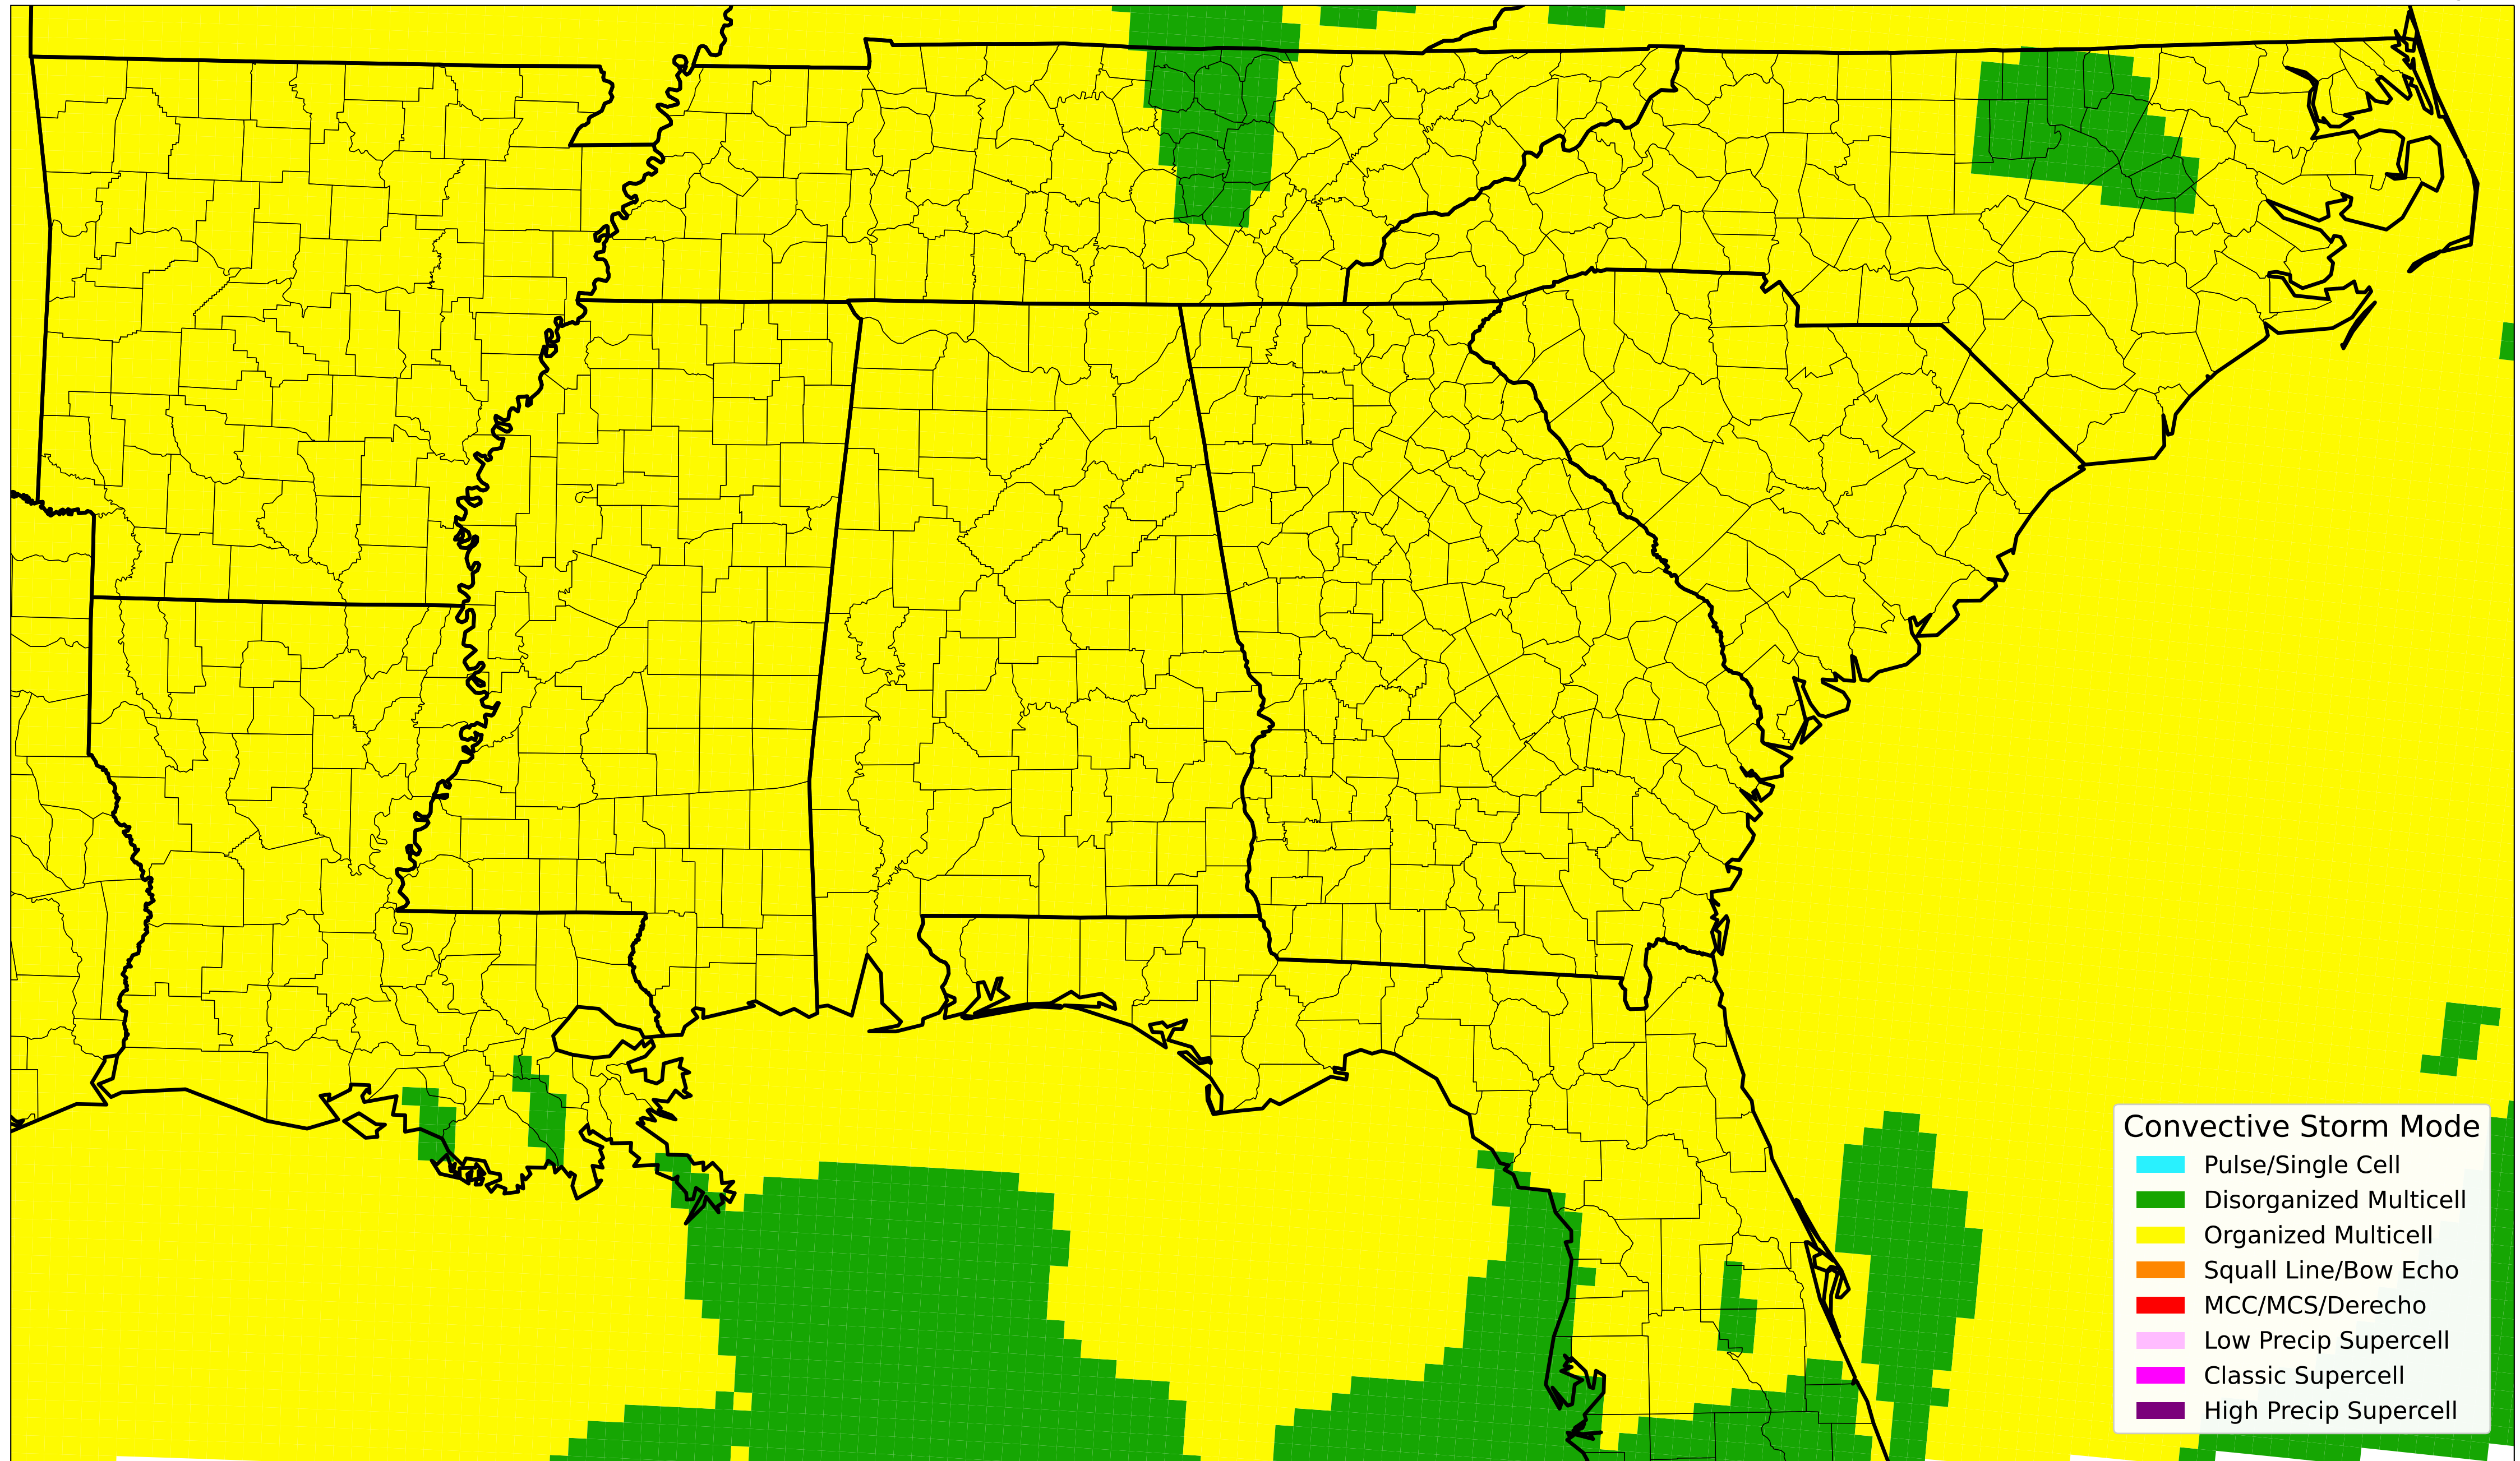 Convective Storm Mode
Pulse/Single Cell
Disorganized Multicell
Organized Multicell
Squall Line/Bow Echo
MCC/MCS/Derecho
Low Precip Supercell
Classic Supercell
High Precip Supercell